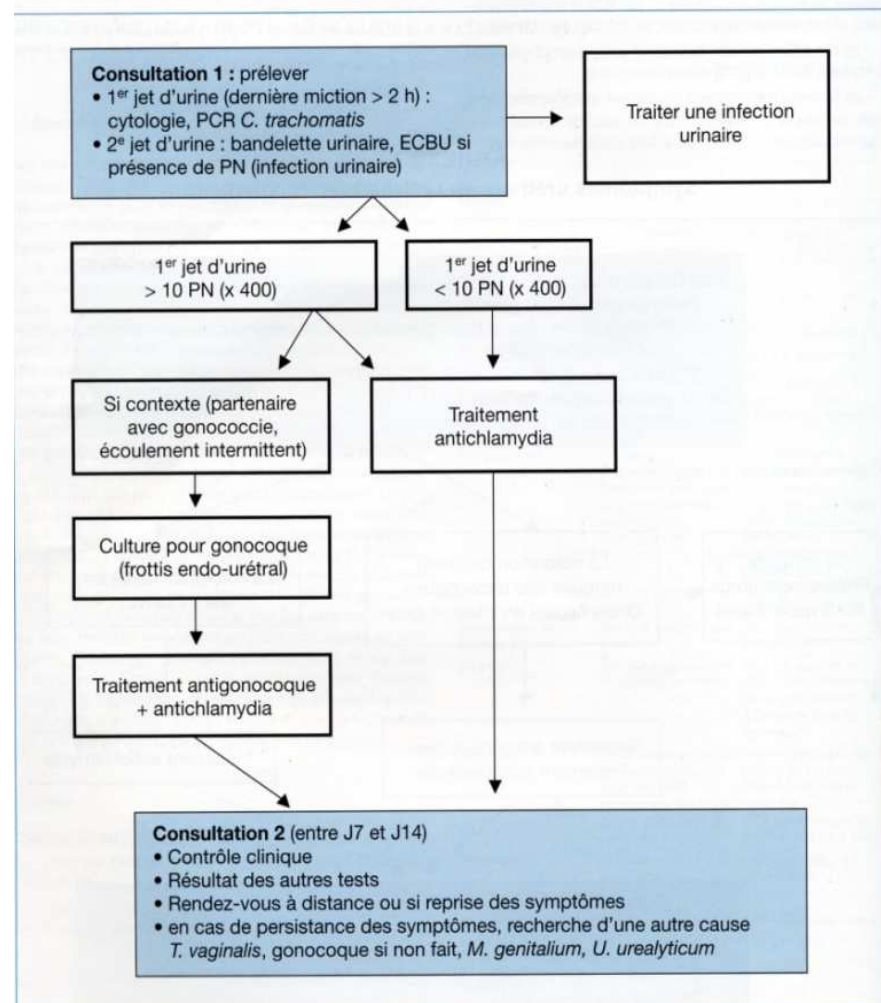 Consultation 1 : prélever
• 1er jet d'urine (dernière miction > 2 h) :
cytologie, PCR C. trachomatis
• 2e jet d'urine : bandelette urinaire, ECBU si
présence de PN (infection urinaire)
Traiter une infection
urinaire
1er jet d'urine
> 10 PN (x 400)
1er jet d'urine
< 10 PN (x 400)
Si contexte (partenaire
avec gonococcie,
écoulement intermittent)
Traitement
antichlamydia
Culture pour gonocoque
(frottis endo-urétral)
Traitement antigonocoque
+ antichlamydia
Consultation 2 (entre J7 et J14)
• Contrôle clinique
• Résultat des autres tests
• Rendez-vous à distance ou si reprise des symptômes
• en cas de persistance des symptômes, recherche d'une autre cause
T. vaginalis, gonocoque si non fait, M. genitalium, U. urealyticum